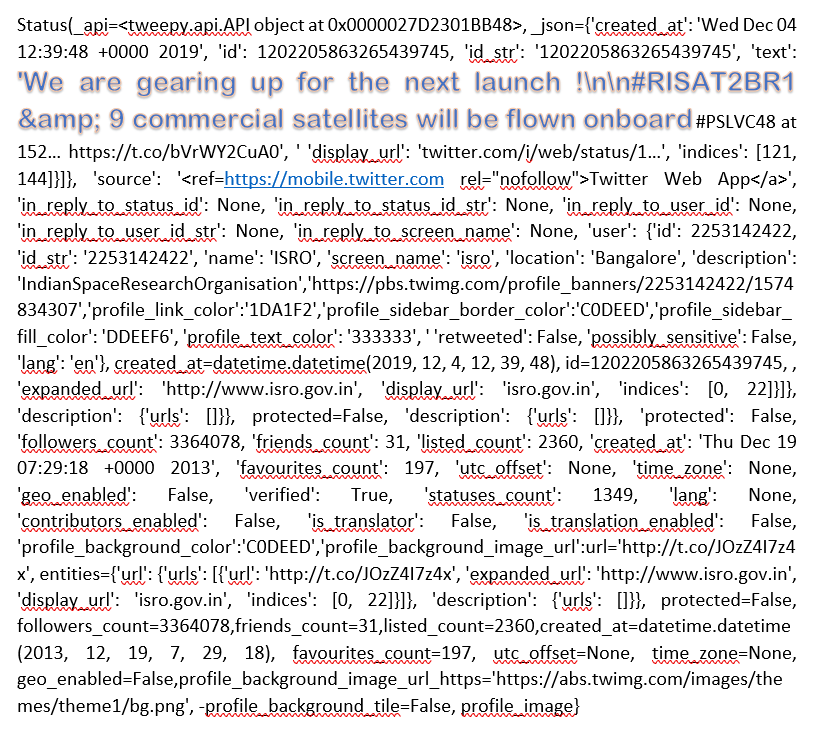 Status(_api=<tweepy.api.API object at 0x0000027D2301BB48>, _json={'created_at': 'Wed Dec 04
12:39:48 +0000 2019', 'id': 1202205863265439745, 'id_str': '1202205863265439745', 'text':
'We are gearing up for the next launch !\n\n#RISAT2BR1
&amp; 9 commercial satellites will be flown onboard #PSLVC48 at
152... https://t.co/bVrWY2CuA0', ' 'display_url': 'twitter.com/i/web/status/1...', 'indices': [121,
144]}]}, 'source': '<ref=https://mobile.twitter.com rel="nofollow">Twitter Web App</a>',
'in_reply_to_status_id': None, 'in_reply_to_status_id_str': None, 'in_reply_to_user_id': None,
'in_reply_to_user_id_str': None, 'in_reply_to_screen_name': None, 'user': {'id': 2253142422,
'id_str': '2253142422', 'name': 'ISRO', 'screen_name': 'isro', 'location': 'Bangalore', 'description':
'IndianSpaceResearchOrganisation','https://pbs.twimg.com/profile_banners/2253142422/1574
834307','profile_link_color':'1DA1F2','profile_sidebar_border_color':'C0DEED','profile_sidebar_
fill_color': 'DDEEF6', 'profile_text_color': '333333', ' 'retweeted': False, 'possibly_sensitive': False,
'lang': 'en'}, created_at=datetime.datetime(2019, 12, 4, 12, 39, 48), id=1202205863265439745, ,
'expanded_url': 'http://www.isro.gov.in', 'display_url': 'isro.gov.in', 'indices': [0, 22]}]},
'description': {'urls': []}}, protected=False, 'description': {'urls': []}}, 'protected': False,
'followers_count': 3364078, 'friends_count': 31, 'listed_count': 2360, 'created_at': 'Thu Dec 19
07:29:18 +0000 2013', 'favourites_count': 197, 'utc_offset': None, 'time_zone': None,
'geo_enabled': False, 'verified': True, 'statuses_count': 1349, 'lang': None,
'contributors_enabled': False, 'is_translator': False, 'is_translation_enabled': False,
'profile_background_color':'C0DEED','profile_background_image_url':url='http://t.co/JOzZ4I7z4
x', entities={'url': {'urls': [{'url': 'http://t.co/JOzZ4I7z4x', 'expanded_url': 'http://www.isro.gov.in',
'display_url': 'isro.gov.in', 'indices': [0, 22]}]}, 'description': {'urls': []}}, protected=False,
followers_count=3364078,friends_count=31,listed_count=2360,created_at=datetime.datetime
(2013, 12, 19, 7, 29, 18), favourites_count=197, utc_offset=None, time_zone=None,
geo_enabled=False,profile_background_image_url_https='https://abs.twimg.com/images/the
mes/theme1/bg.png', -profile_background_tile=False, profile_image}